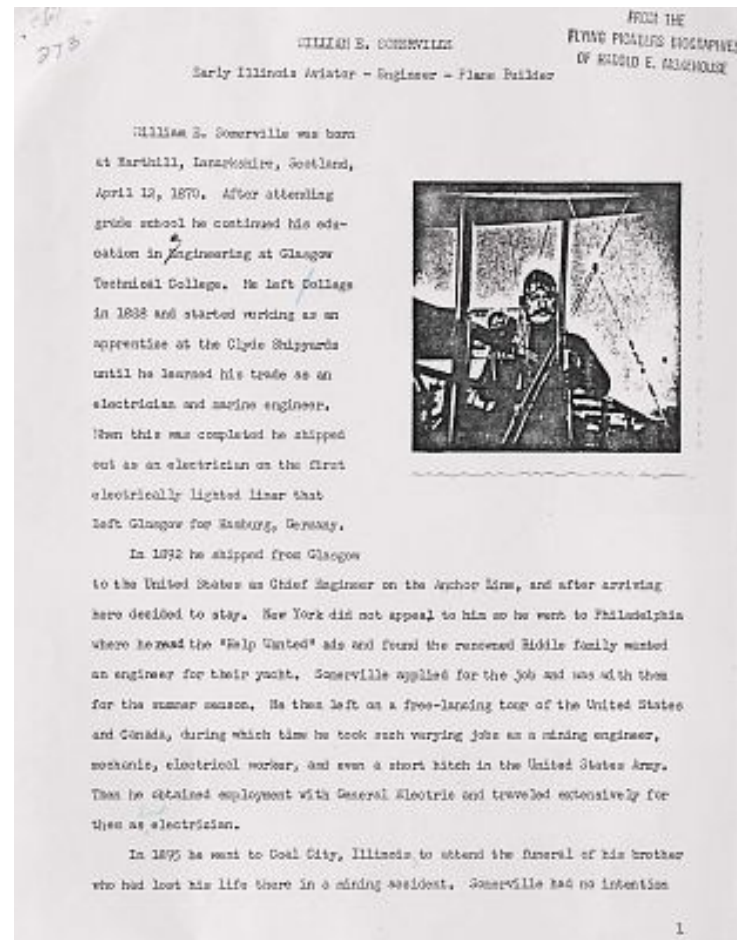 273
FROM THE
FLYING PIONEERS BIOGRAPHIES
OF HAROLD E. MOREHOUSE
WILLIAM E. SOMERVILLE
Early Illinois Aviator - Engineer - Plane Builder
William E. Somerville was born
at Harthill, Lanarkshire, Scotland,
April 12, 1870. After attending
grade school he continued his edu-
cation in engineering at Glasgow
Technical College. He left College
in 1888 and started working as an
apprentice at the Clyde Shipyards
until he learned his trade as an
electrician and marine engineer.
When this was completed he shipped
out as an electrician on the first
electrically lighted liner that
left Glasgow for Hamburg, Germany.
In 1892 he shipped from Glasgow
to the United States as Chief Engineer on the Anchor Line, and after arriving
here decided to stay. New York did not appeal to him so he went to Philadelphia
where he read the "Help Wanted" ads and found the renowned Biddle family wanted
an engineer for their yacht. Somerville applied for the job and was with them
for the summer season. He then left on a free-lancing tour of the United States
and Canada, during which time he took such varying jobs as a mining engineer,
mechanic, electrical worker, and even a short hitch in the United States Army.
Then he obtained employment with General Electric and traveled extensively for
them as electrician.
In 1895 he went to Coal City, Illinois to attend the funeral of his brother
who had lost his life there in a mining accident. Somerville had no intention
1